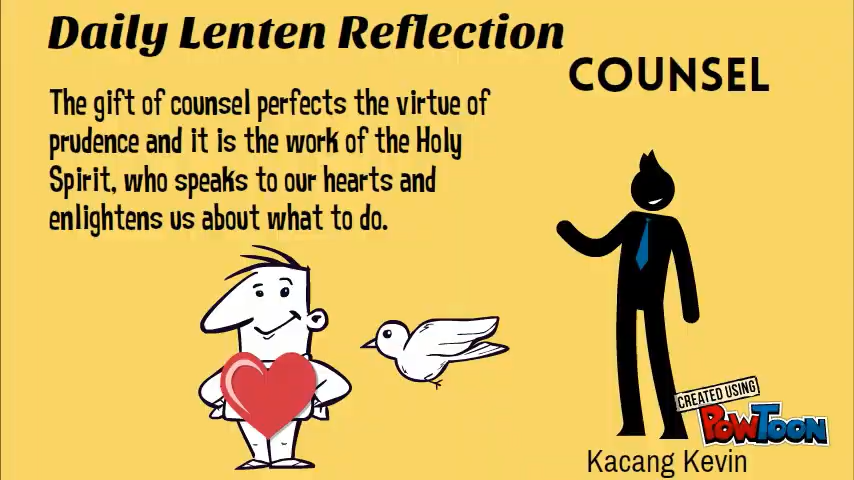 Daily Lenten Reflection
COUNSEL
The gift of counsel perfects the virtue of
prudence and it is the work of the Holy
Spirit, who speaks to our hearts and
enlightens us about what to do.
CREATED USING
POWTOON
Kacang Kevin